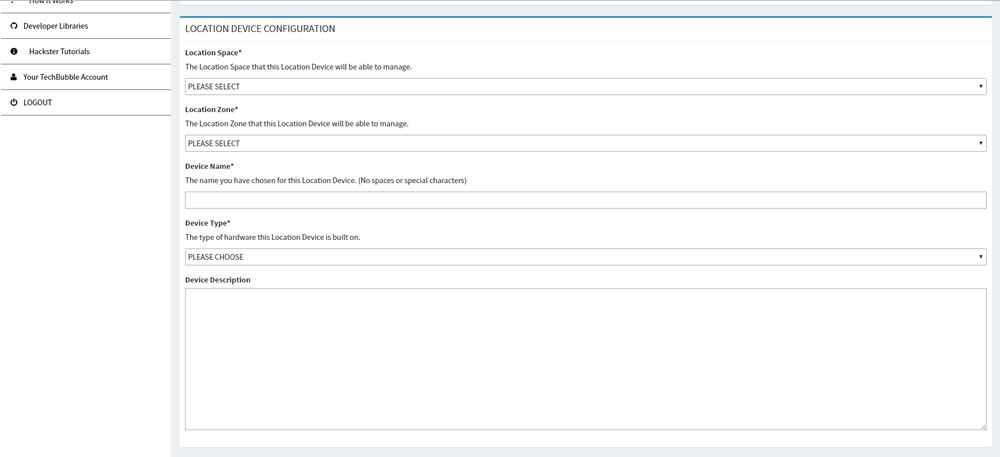 How It Works
Developer Libraries
Hackster Tutorials
Your TechBubble Account
LOGOUT
LOCATION DEVICE CONFIGURATION
Location Space*
The Location Space that this Location Device will be able to manage.
PLEASE SELECT
Location Zone*
The Location Zone that this Location Device will be able to manage.
PLEASE SELECT
Device Name*
The name you have chosen for this Location Device. (No spaces or special characters)
Device Type*
The type of hardware this Location Device is built on.
PLEASE CHOOSE
Device Description